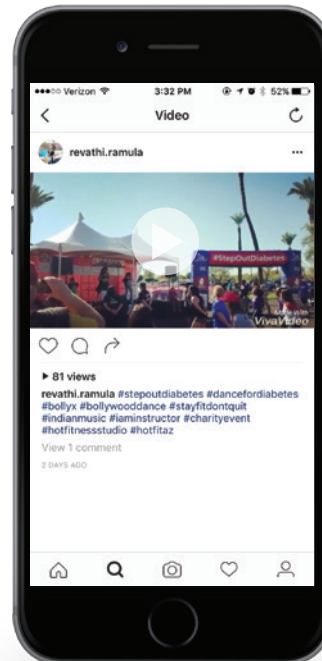 Verizon 3:32 PM 52%
Video
revathi.ramula
#StepOutDiabetes
Made With
VivaVideo
81 views
revathi.ramula #stepoutdiabetes #dancefordiabetes
#bollyx #bollywooddance #stayfitdontquit
#indianmusic #iaminstructor #charityevent
#hotfitnessstudio #hotfitaz
View 1 comment
2 DAYS AGO